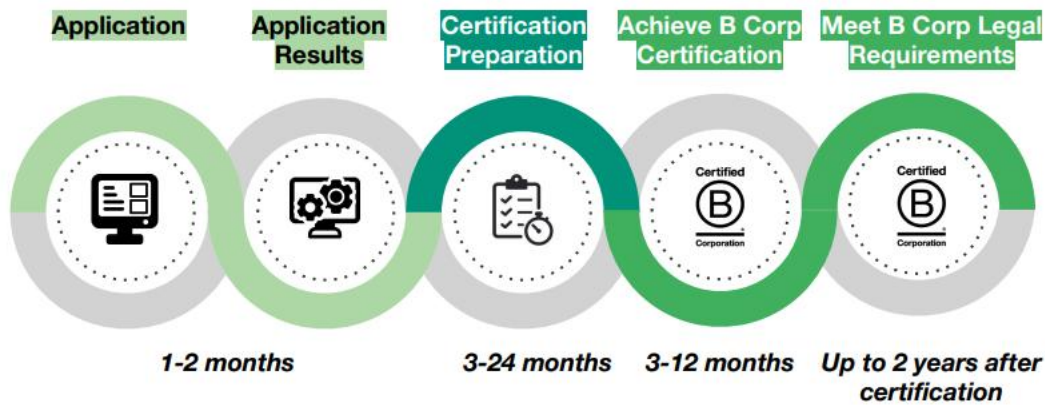 Application
Application
Results
Certification
Preparation
Achieve B Corp
Certification
Meet B Corp Legal
Requirements
Certified
B
Corporation
Certified
B
Corporation
1-2 months
3-24 months
3-12 months
Up to 2 years after
certification